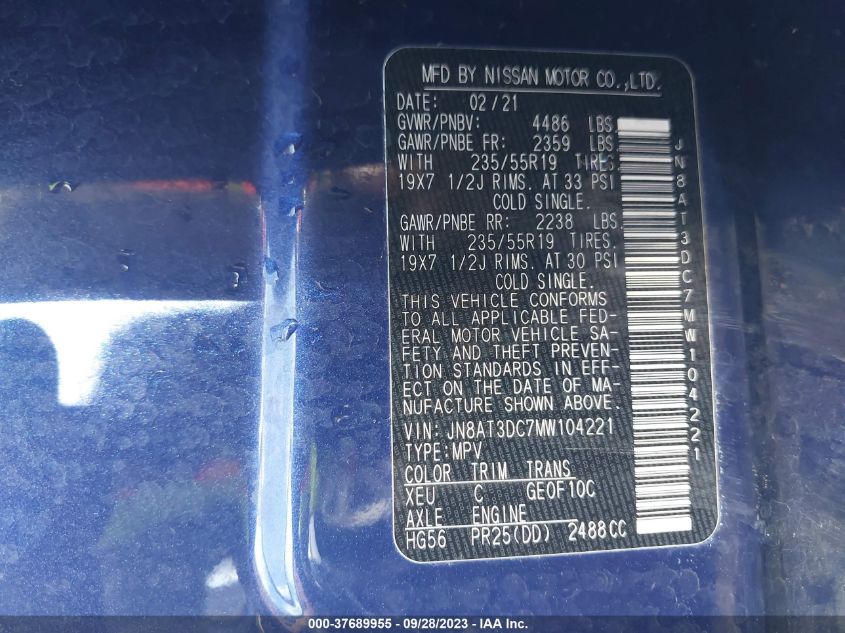 MFD BY NISSAN MOTOR CO.,LTD.
DATE: 02/21
GVWR/PNBV: 4486 LBS.
GAWR/PNBE FR: 2359 LBS.
WITH 235/55R19 TIRES.
19X7 1/2J RIMS. AT 33 PSI
COLD SINGLE.
GAWR/PNBE RR: 2238 LBS.
WITH 235/55R19 TIRES.
19X7 1/2J RIMS. AT 30 PSI
COLD SINGLE.
THIS VEHICLE CONFORMS
TO ALL APPLICABLE FED-
ERAL MOTOR VEHICLE SA-
FETY AND THEFT PREVEN-
TION STANDARDS IN EFF-
ECT ON THE DATE OF MA-
NUFACTURE SHOWN ABOVE.
VIN: JN8AT3DC7MW104221
TYPE:MPV
COLOR TRIM TRANS
XEU C GE0F10C
AXLE ENGINE
HG56 PR25(DD) 2488CC
JN8AT3DC7MW104221
000-37689955 - 09/28/2023 - IAA Inc.